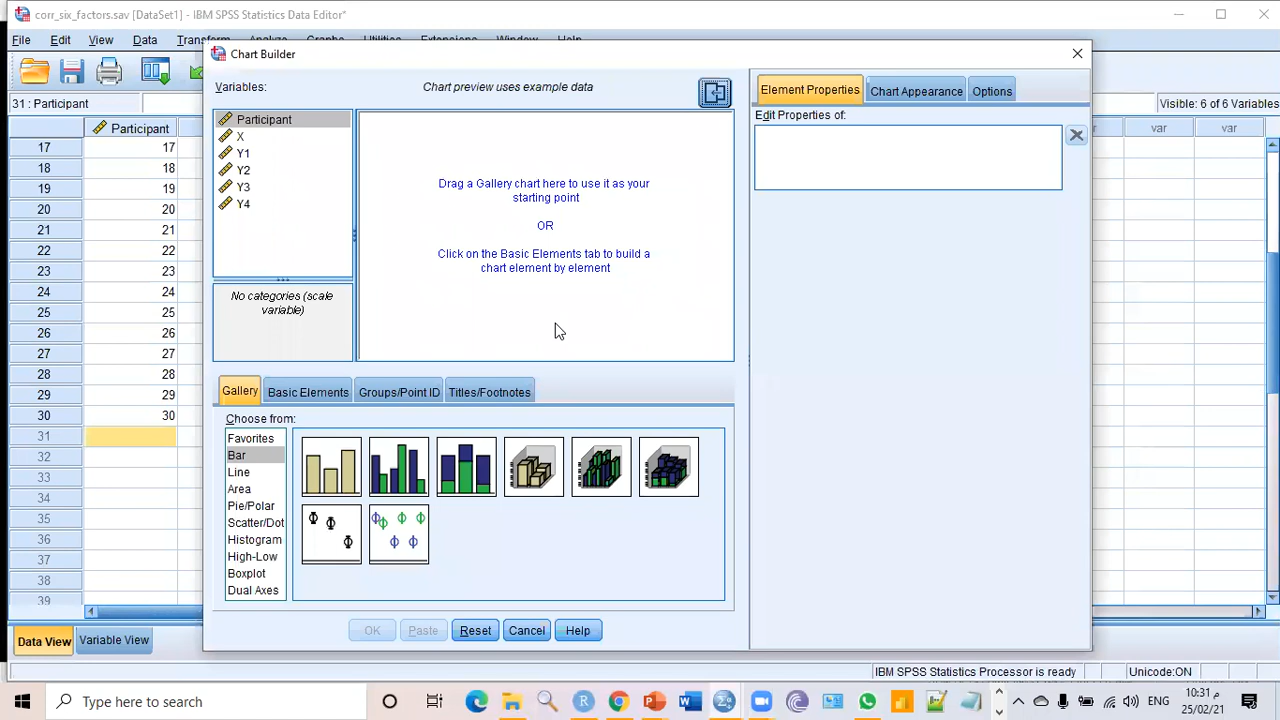 corr_six_factors.sav [DataSet1] - IBM SPSS Statistics Data Editor*
File Edit View Data Transform Analyze Graphs Utilities Extensions Window Help
Chart Builder
Variables:
Chart preview uses example data
Element Properties
Chart Appearance
Options
31 : Participant
Visible: 6 of 6 Variables
Edit Properties of:
Participant
var
var
Participant
X
Y1
Y2
Y3
Y4
Drag a Gallery chart here to use it as your
starting point
OR
Click on the Basic Elements tab to build a
chart element by element
No categories (scale
variable)
17 17
18 18
19 19
20 20
21 21
22 22
23 23
24 24
25 25
26 26
27 27
28 28
29 29
30 30
31
32
33
34
35
36
37
38
39
Gallery
Basic Elements
Groups/Point ID
Titles/Footnotes
Choose from:
Favorites
Bar
Line
Area
Pie/Polar
Scatter/Dot
Histogram
High-Low
Boxplot
Dual Axes
OK
Paste
Reset
Cancel
Help
Data View
Variable View
IBM SPSS Statistics Processor is ready
Unicode:ON
Type here to search
ENG
10:31 م
25/02/21